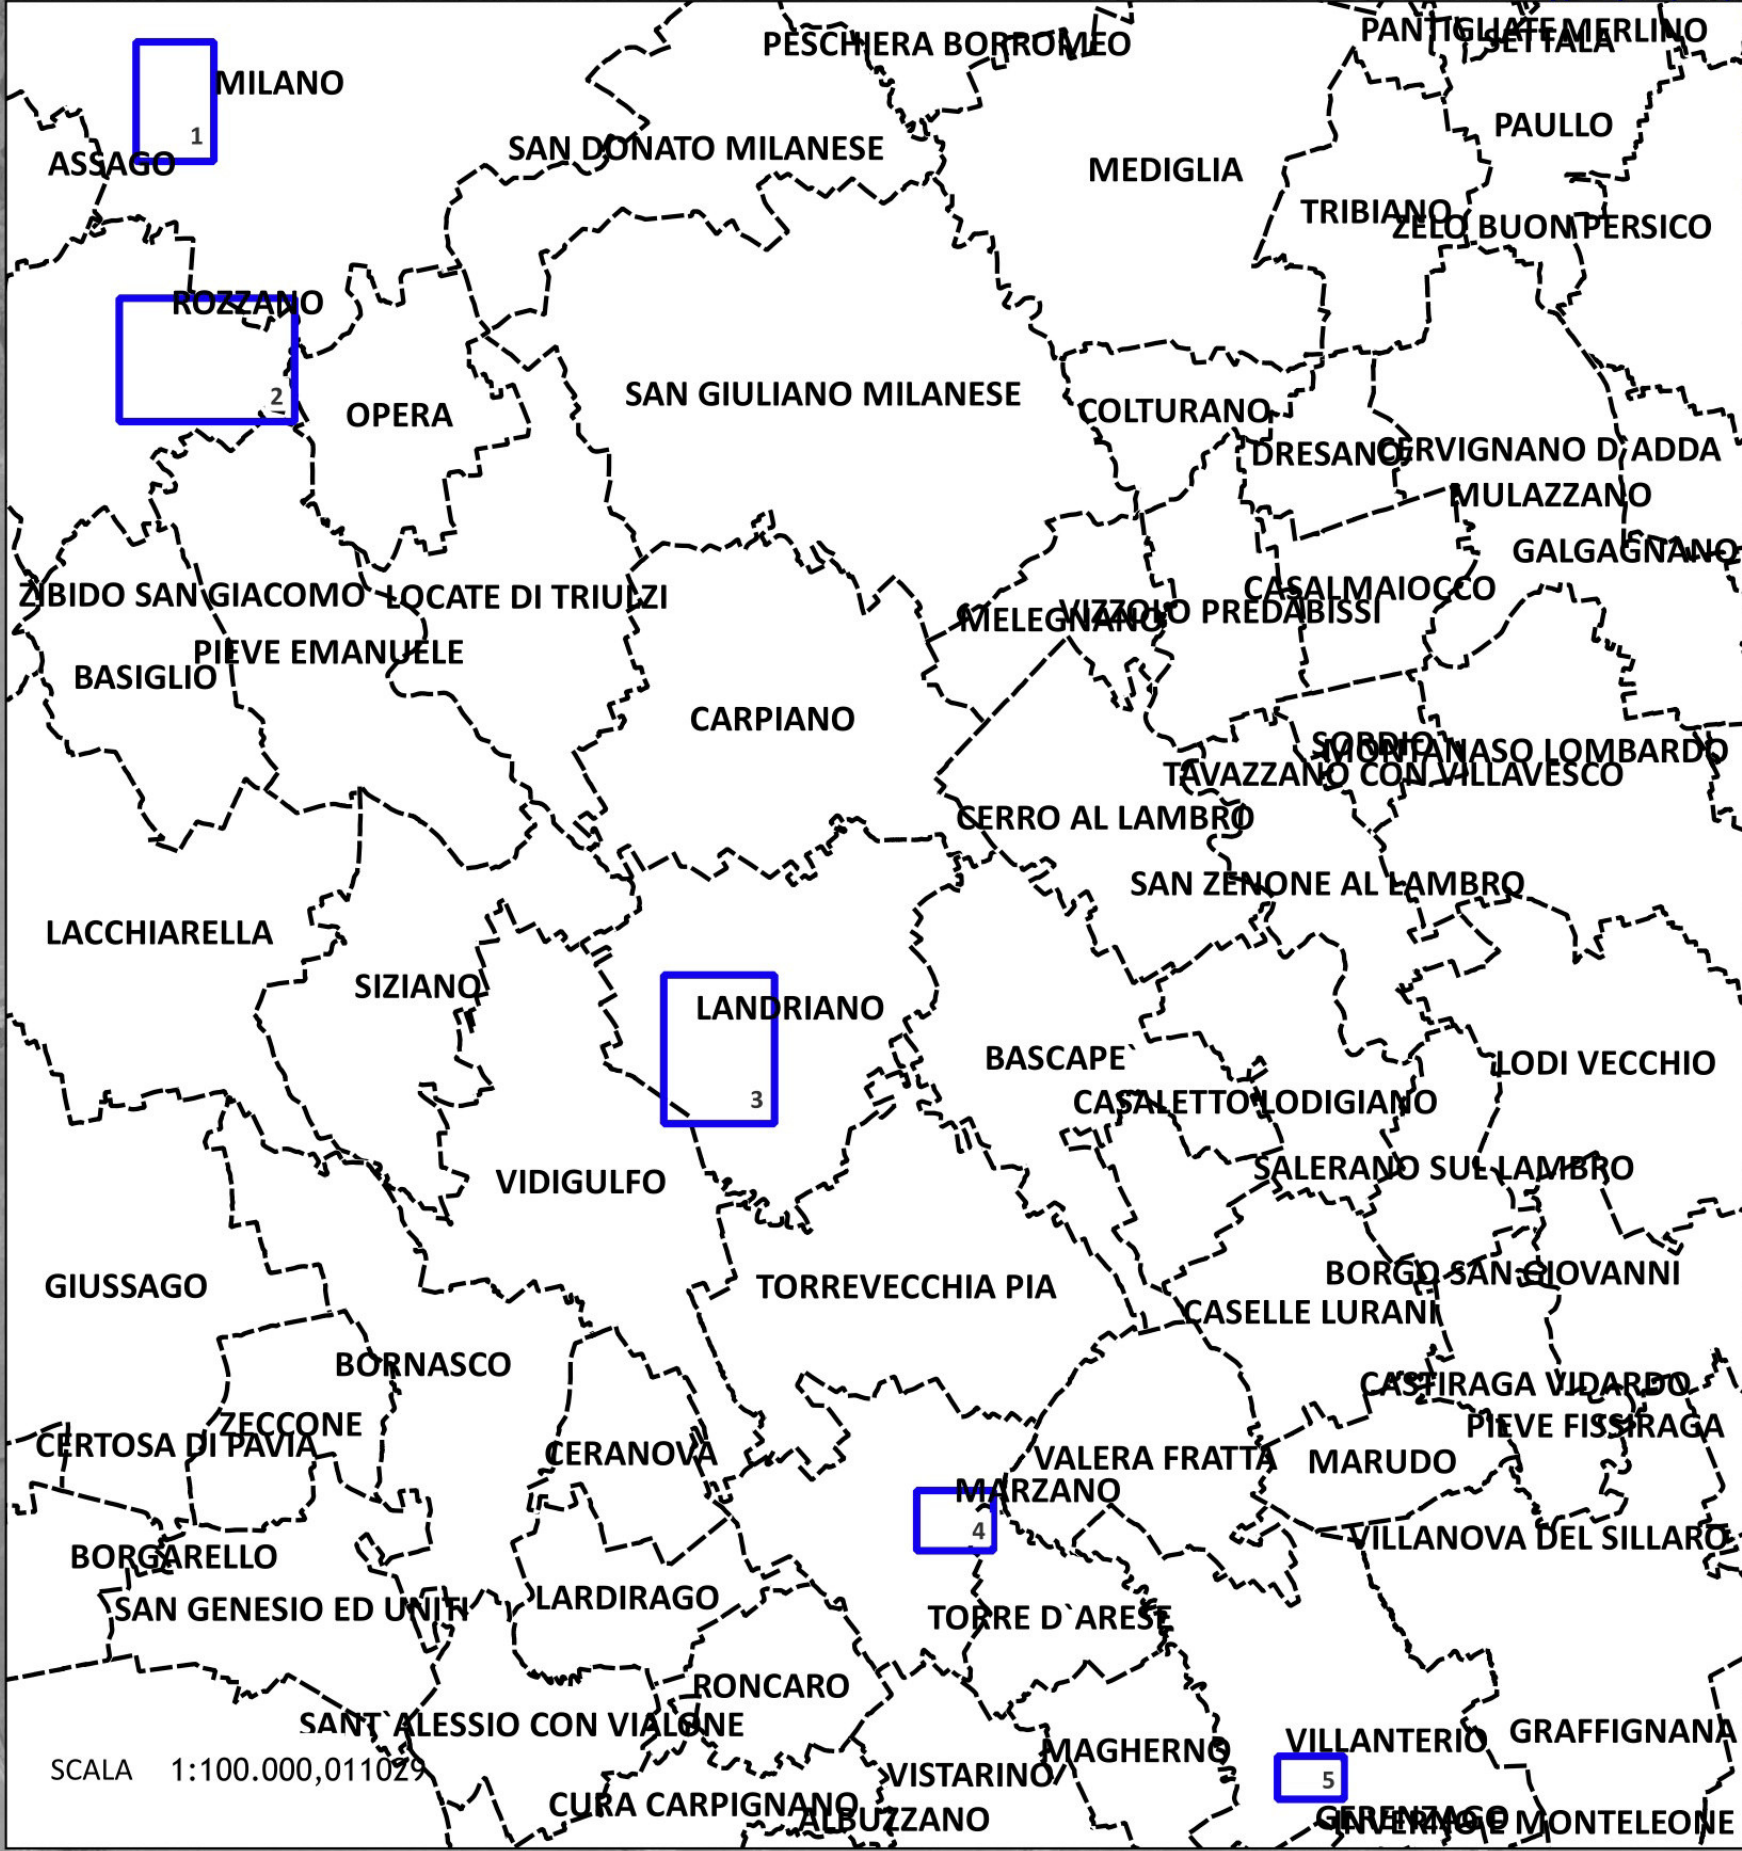 PESCHIERA BORROMEO
PANTIGLIATE
MERLINO
SETTALA
MILANO
1
ASSAGO
SAN DONATO MILANESE
MEDIGLIA
PAULLO
TRIBIANO
ZELO BUON PERSICO
ROZZANO
2
OPERA
SAN GIULIANO MILANESE
COLTURANO
DRESANO
CERVIGNANO D`ADDA
MULAZZANO
GALGAGNANO
ZIBIDO SAN GIACOMO
LOCATE DI TRIULZI
MELEGNANO
VIZZOLO PREDABISSI
CASALMAIOCCO
PIEVE EMANUELE
BASIGLIO
CARPIANO
SORDIO
MONTANASO LOMBARDO
TAVAZZANO CON VILLAVESCO
CERRO AL LAMBRO
SAN ZENONE AL LAMBRO
LACCHIARELLA
SIZIANO
LANDRIANO
3
BASCAPE`
LODI VECCHIO
CASALETTO LODIGIANO
VIDIGULFO
SALERANO SUL LAMBRO
GIUSSAGO
TORREVECCHIA PIA
BORGO SAN GIOVANNI
CASELLE LURANI
BORNASCO
CASTIRAGA VIDARDO
ZECCONE
PIEVE FISSIRAGA
CERTOSA DI PAVIA
CERANOVA
VALERA FRATTA
MARUDO
MARZANO
4
VILLANOVA DEL SILLARO
BORGARELLO
SAN GENESIO ED UNITI
LARDIRAGO
TORRE D`ARESE
RONCARO
SANT`ALESSIO CON VIALONE
MAGHERNO
VILLANTERIO
GRAFFIGNANA
SCALA 1:100.000,011029
VISTARINO
5
CURA CARPIGNANO
ALBUZZANO
GERENZAGO
INVERNO E MONTELEONE